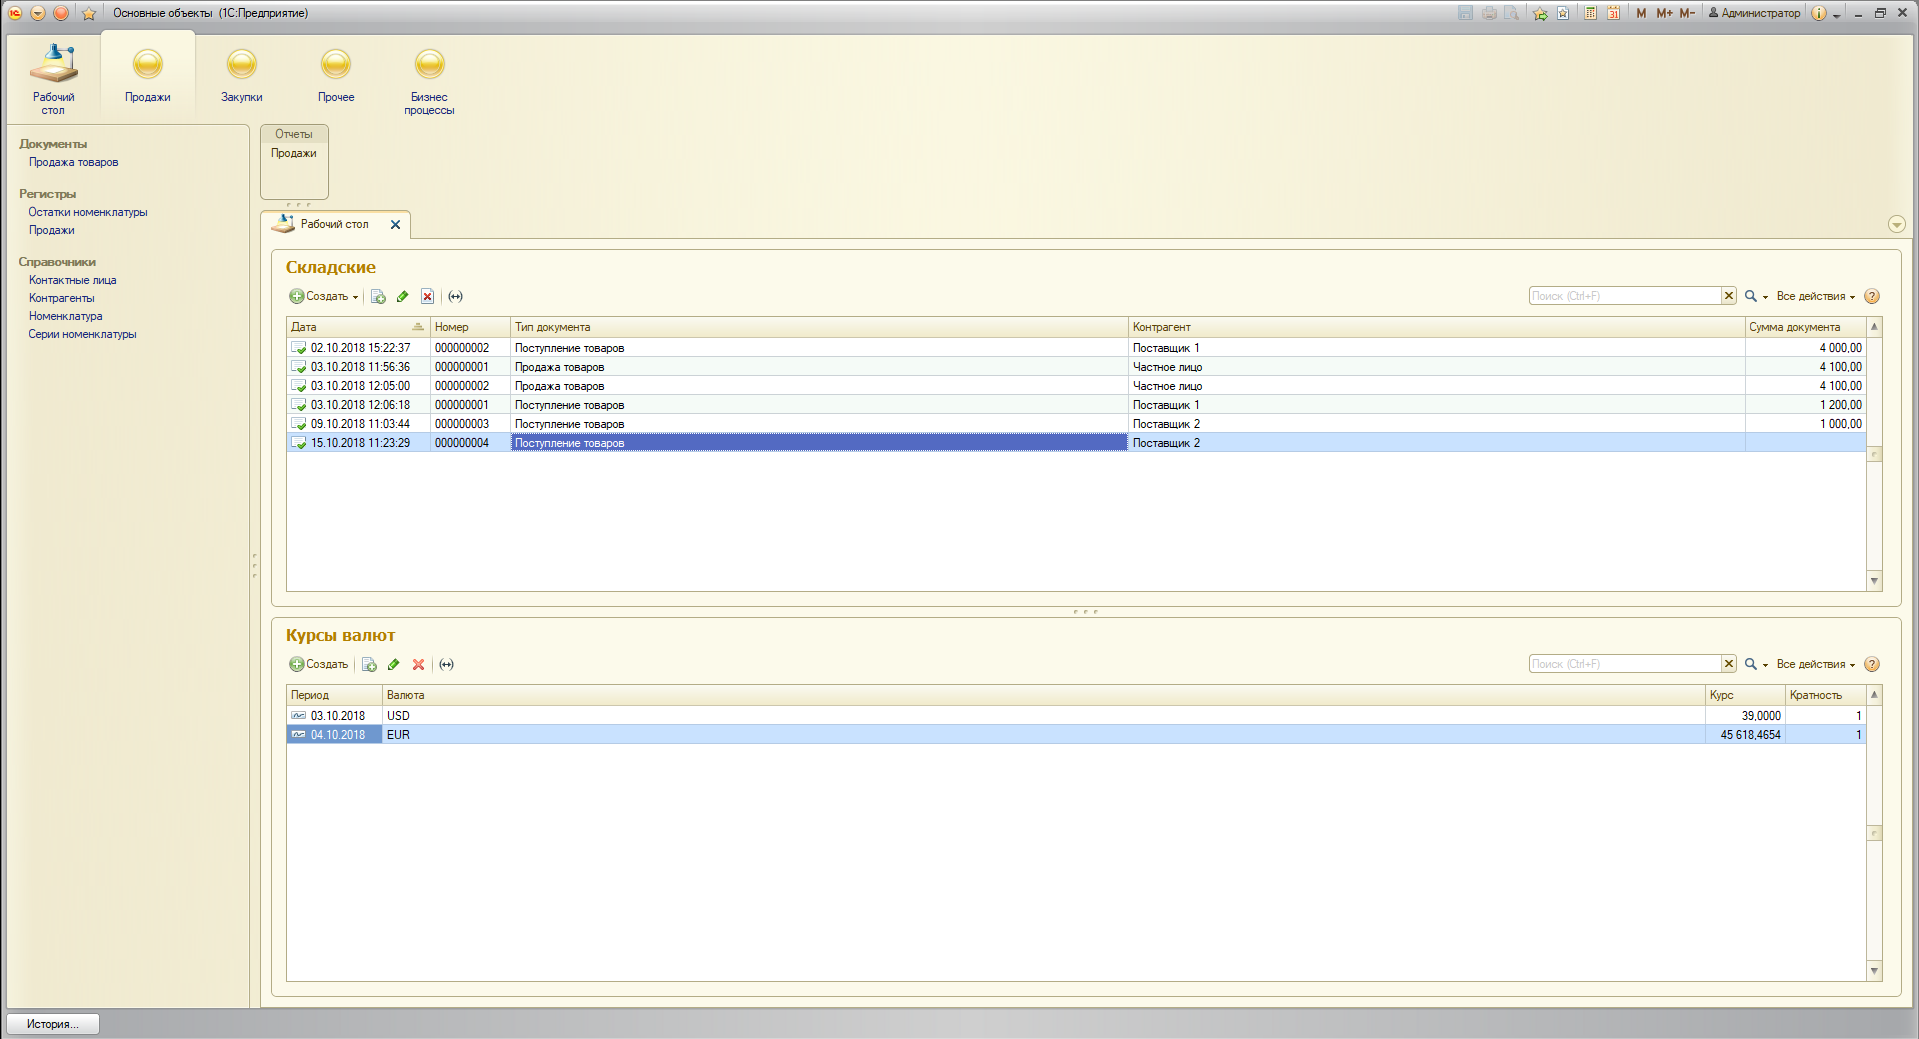 Основные объекты (1С:Предприятие)
M M+ M- Администратор
Рабочий стол
Продажи
Закупки
Прочее
Бизнес процессы
Документы
Продажа товаров
Регистры
Остатки номенклатуры
Продажи
Справочники
Контактные лица
Контрагенты
Номенклатура
Серии номенклатуры
Отчеты
Продажи
Рабочий стол
Складские
Создать Поиск (Ctrl+F) Все действия
Дата Номер Тип документа Контрагент Сумма документа
02.10.2018 15:22:37 000000002 Поступление товаров Поставщик 1 4 000,00
03.10.2018 11:56:36 000000001 Продажа товаров Частное лицо 4 100,00
03.10.2018 12:05:00 000000002 Продажа товаров Частное лицо 4 100,00
03.10.2018 12:06:18 000000001 Поступление товаров Поставщик 1 1 200,00
09.10.2018 11:03:44 000000003 Поступление товаров Поставщик 2 1 000,00
15.10.2018 11:23:29 000000004 Поступление товаров Поставщик 2
Курсы валют
Создать Поиск (Ctrl+F) Все действия
Период Валюта Курс Кратность
03.10.2018 USD 39,0000 1
04.10.2018 EUR 45 618,4654 1
История...